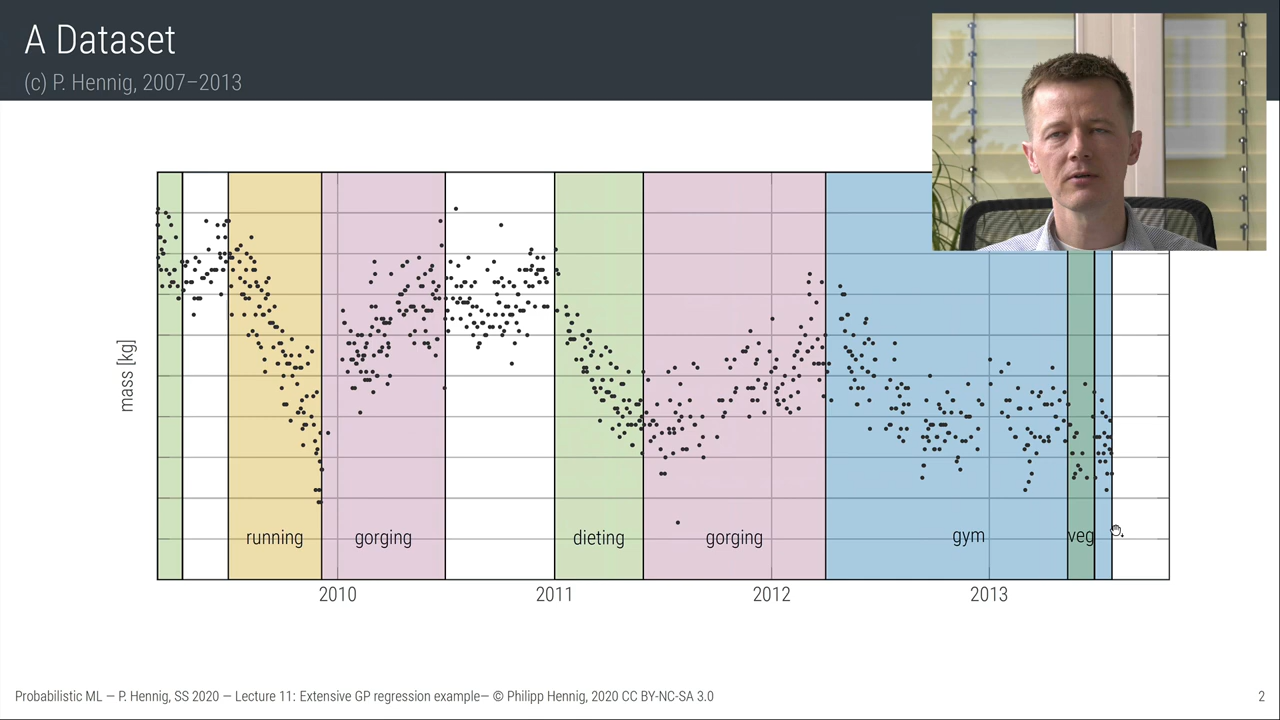 A Dataset
(c) P. Hennig, 2007–2013
mass [kg]
running
gorging
dieting
gorging
gym
veg
2010
2011
2012
2013
Probabilistic ML — P. Hennig, SS 2020 — Lecture 11: Extensive GP regression example— © Philipp Hennig, 2020 CC BY-NC-SA 3.0
2